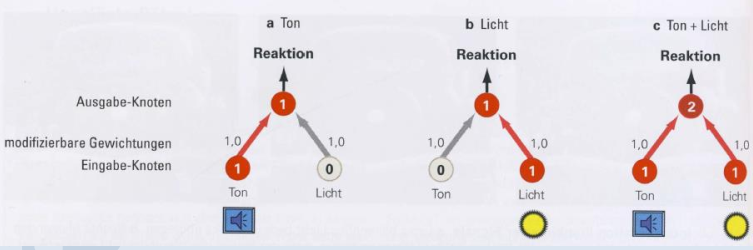 a Ton
b Licht
c Ton + Licht
Reaktion
Reaktion
Reaktion
Ausgabe-Knoten
1
1
2
modifizierbare Gewichtungen
1,0
1,0
1,0
1,0
1,0
1,0
Eingabe-Knoten
1
0
0
1
1
1
Ton
Licht
Ton
Licht
Ton
Licht